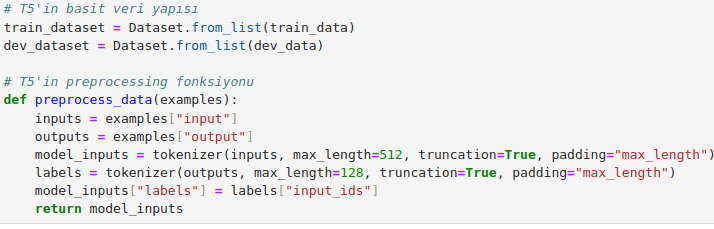 # T5'in basit veri yapısı
train_dataset = Dataset.from_list(train_data)
dev_dataset = Dataset.from_list(dev_data)

# T5'in preprocessing fonksiyonu
def preprocess_data(examples):
    inputs = examples["input"]
    outputs = examples["output"]
    model_inputs = tokenizer(inputs, max_length=512, truncation=True, padding="max_length")
    labels = tokenizer(outputs, max_length=128, truncation=True, padding="max_length")
    model_inputs["labels"] = labels["input_ids"]
    return model_inputs